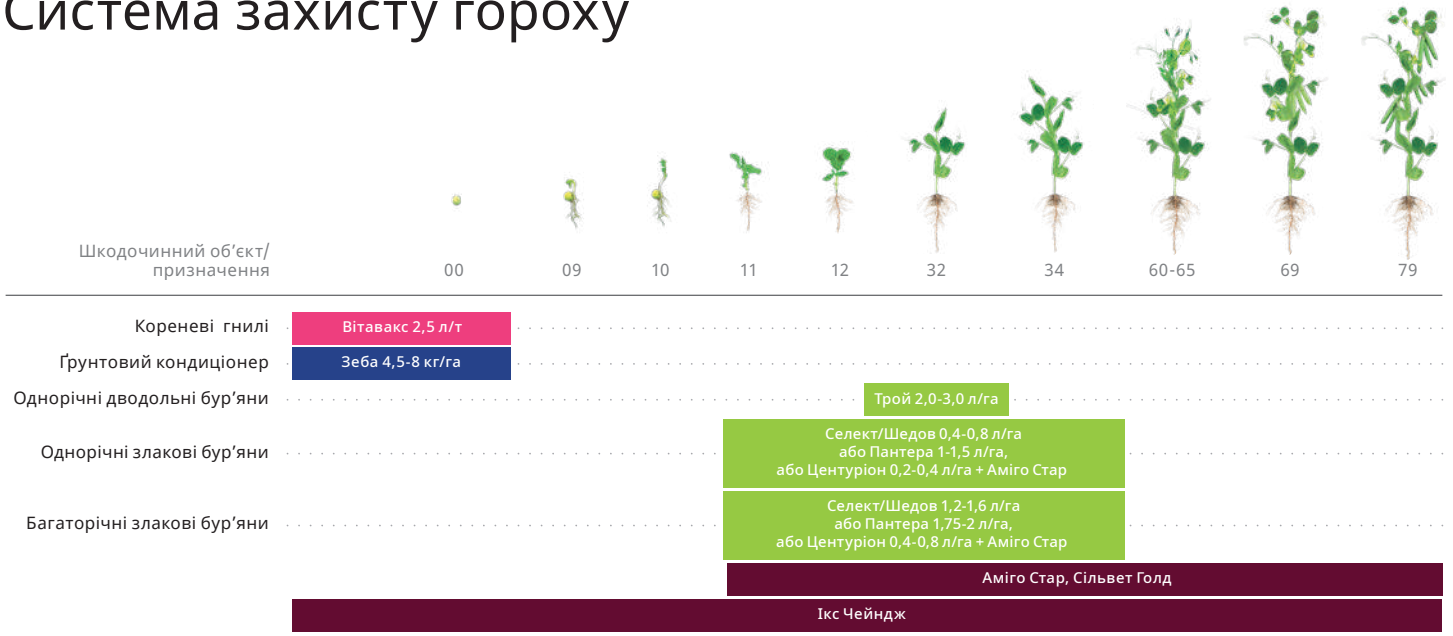 Система захисту гороху
Шкодочинний об’єкт/
призначення
00
09
10
11
12
32
34
60-65
69
79
Кореневі гнилі
Вітавакс 2,5 л/т
Ґрунтовий кондиціонер
Зеба 4,5-8 кг/га
Однорічні дводольні бур’яни
Трой 2,0-3,0 л/га
Однорічні злакові бур’яни
Селект/Шедов 0,4-0,8 л/га
або Пантера 1-1,5 л/га,
або Центуріон 0,2-0,4 л/га + Аміго Стар
Багаторічні злакові бур’яни
Селект/Шедов 1,2-1,6 л/га
або Пантера 1,75-2 л/га,
або Центуріон 0,4-0,8 л/га + Аміго Стар
Аміго Стар, Сільвет Голд
Ікс Чейндж